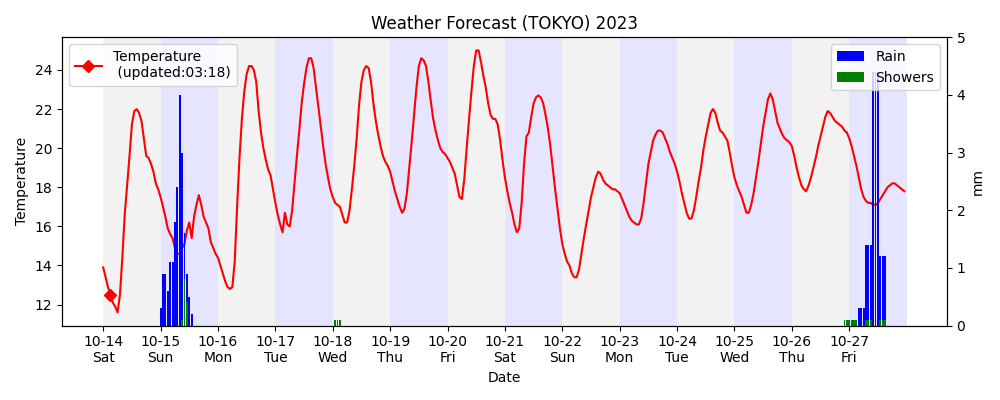 Weather Forecast (TOKYO) 2023
Temperature
(updated:03:18)
Rain
Showers
Temperature
24
22
20
18
16
14
12
5
4
3
2
1
0
mm
10-14 10-15 10-16 10-17 10-18 10-19 10-20 10-21 10-22 10-23 10-24 10-25 10-26 10-27
Sat Sun Mon Tue Wed Thu Fri Sat Sun Mon Tue Wed Thu Fri
Date